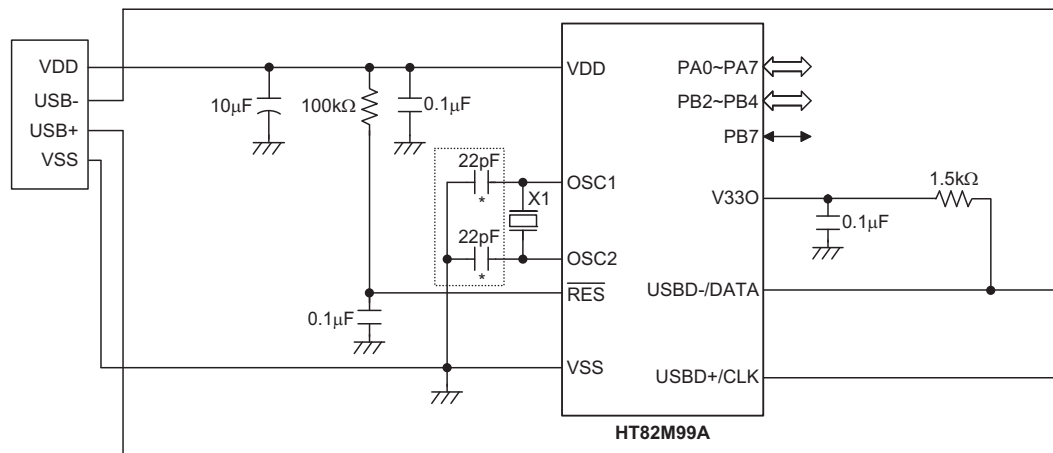 VDD
USB-
USB+
VSS
10μF
100kΩ
0.1μF
22pF
*
22pF
*
X1
0.1μF
VDD
OSC1
OSC2
R̅E̅S̅
VSS
PA0~PA7
PB2~PB4
PB7
V33O
USBD-/DATA
USBD+/CLK
1.5kΩ
0.1μF
HT82M99A